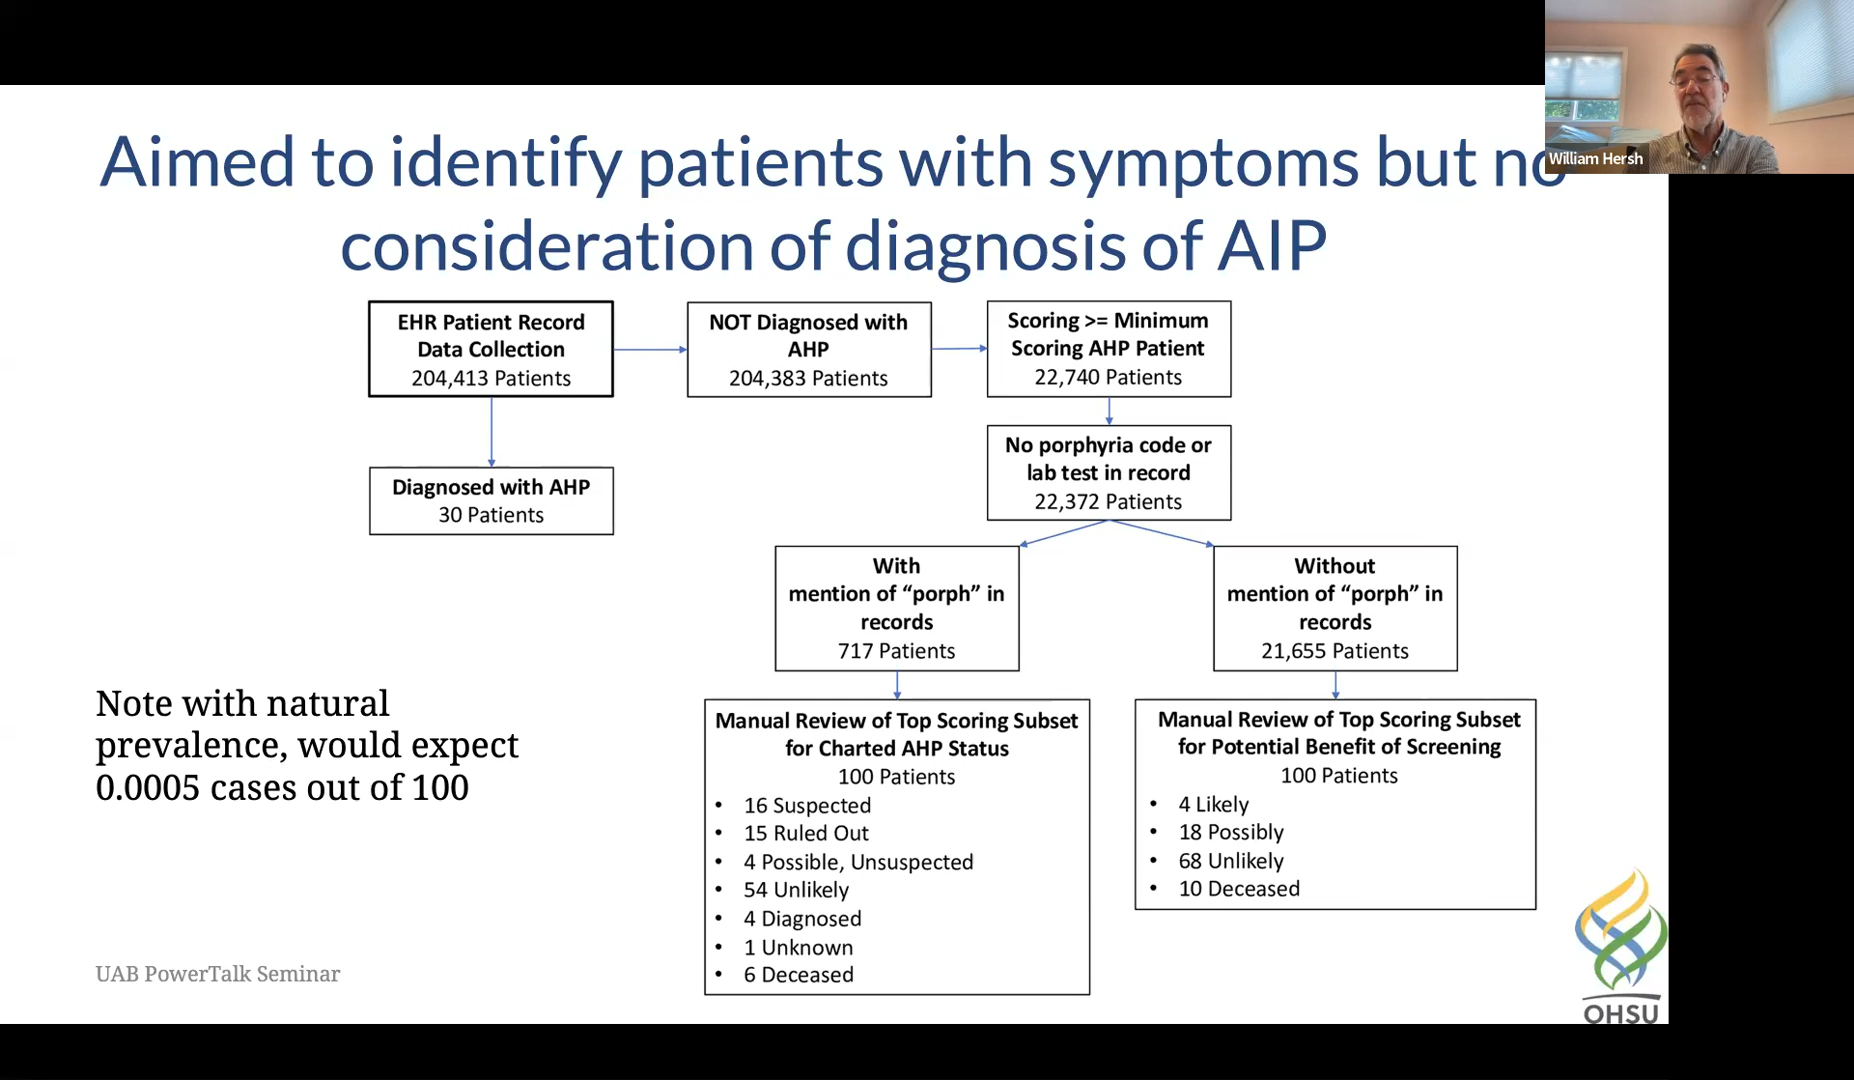 William Hersh
Aimed to identify patients with symptoms but no
consideration of diagnosis of AIP
EHR Patient Record
Data Collection
204,413 Patients
NOT Diagnosed with
AHP
204,383 Patients
Scoring >= Minimum
Scoring AHP Patient
22,740 Patients
Diagnosed with AHP
30 Patients
No porphyria code or
lab test in record
22,372 Patients
With
mention of “porph” in
records
717 Patients
Without
mention of “porph” in
records
21,655 Patients
Note with natural
prevalence, would expect
0.0005 cases out of 100
Manual Review of Top Scoring Subset
for Charted AHP Status
100 Patients
• 16 Suspected
• 15 Ruled Out
• 4 Possible, Unsuspected
• 54 Unlikely
• 4 Diagnosed
• 1 Unknown
• 6 Deceased
Manual Review of Top Scoring Subset
for Potential Benefit of Screening
100 Patients
• 4 Likely
• 18 Possibly
• 68 Unlikely
• 10 Deceased
UAB PowerTalk Seminar
OHSU